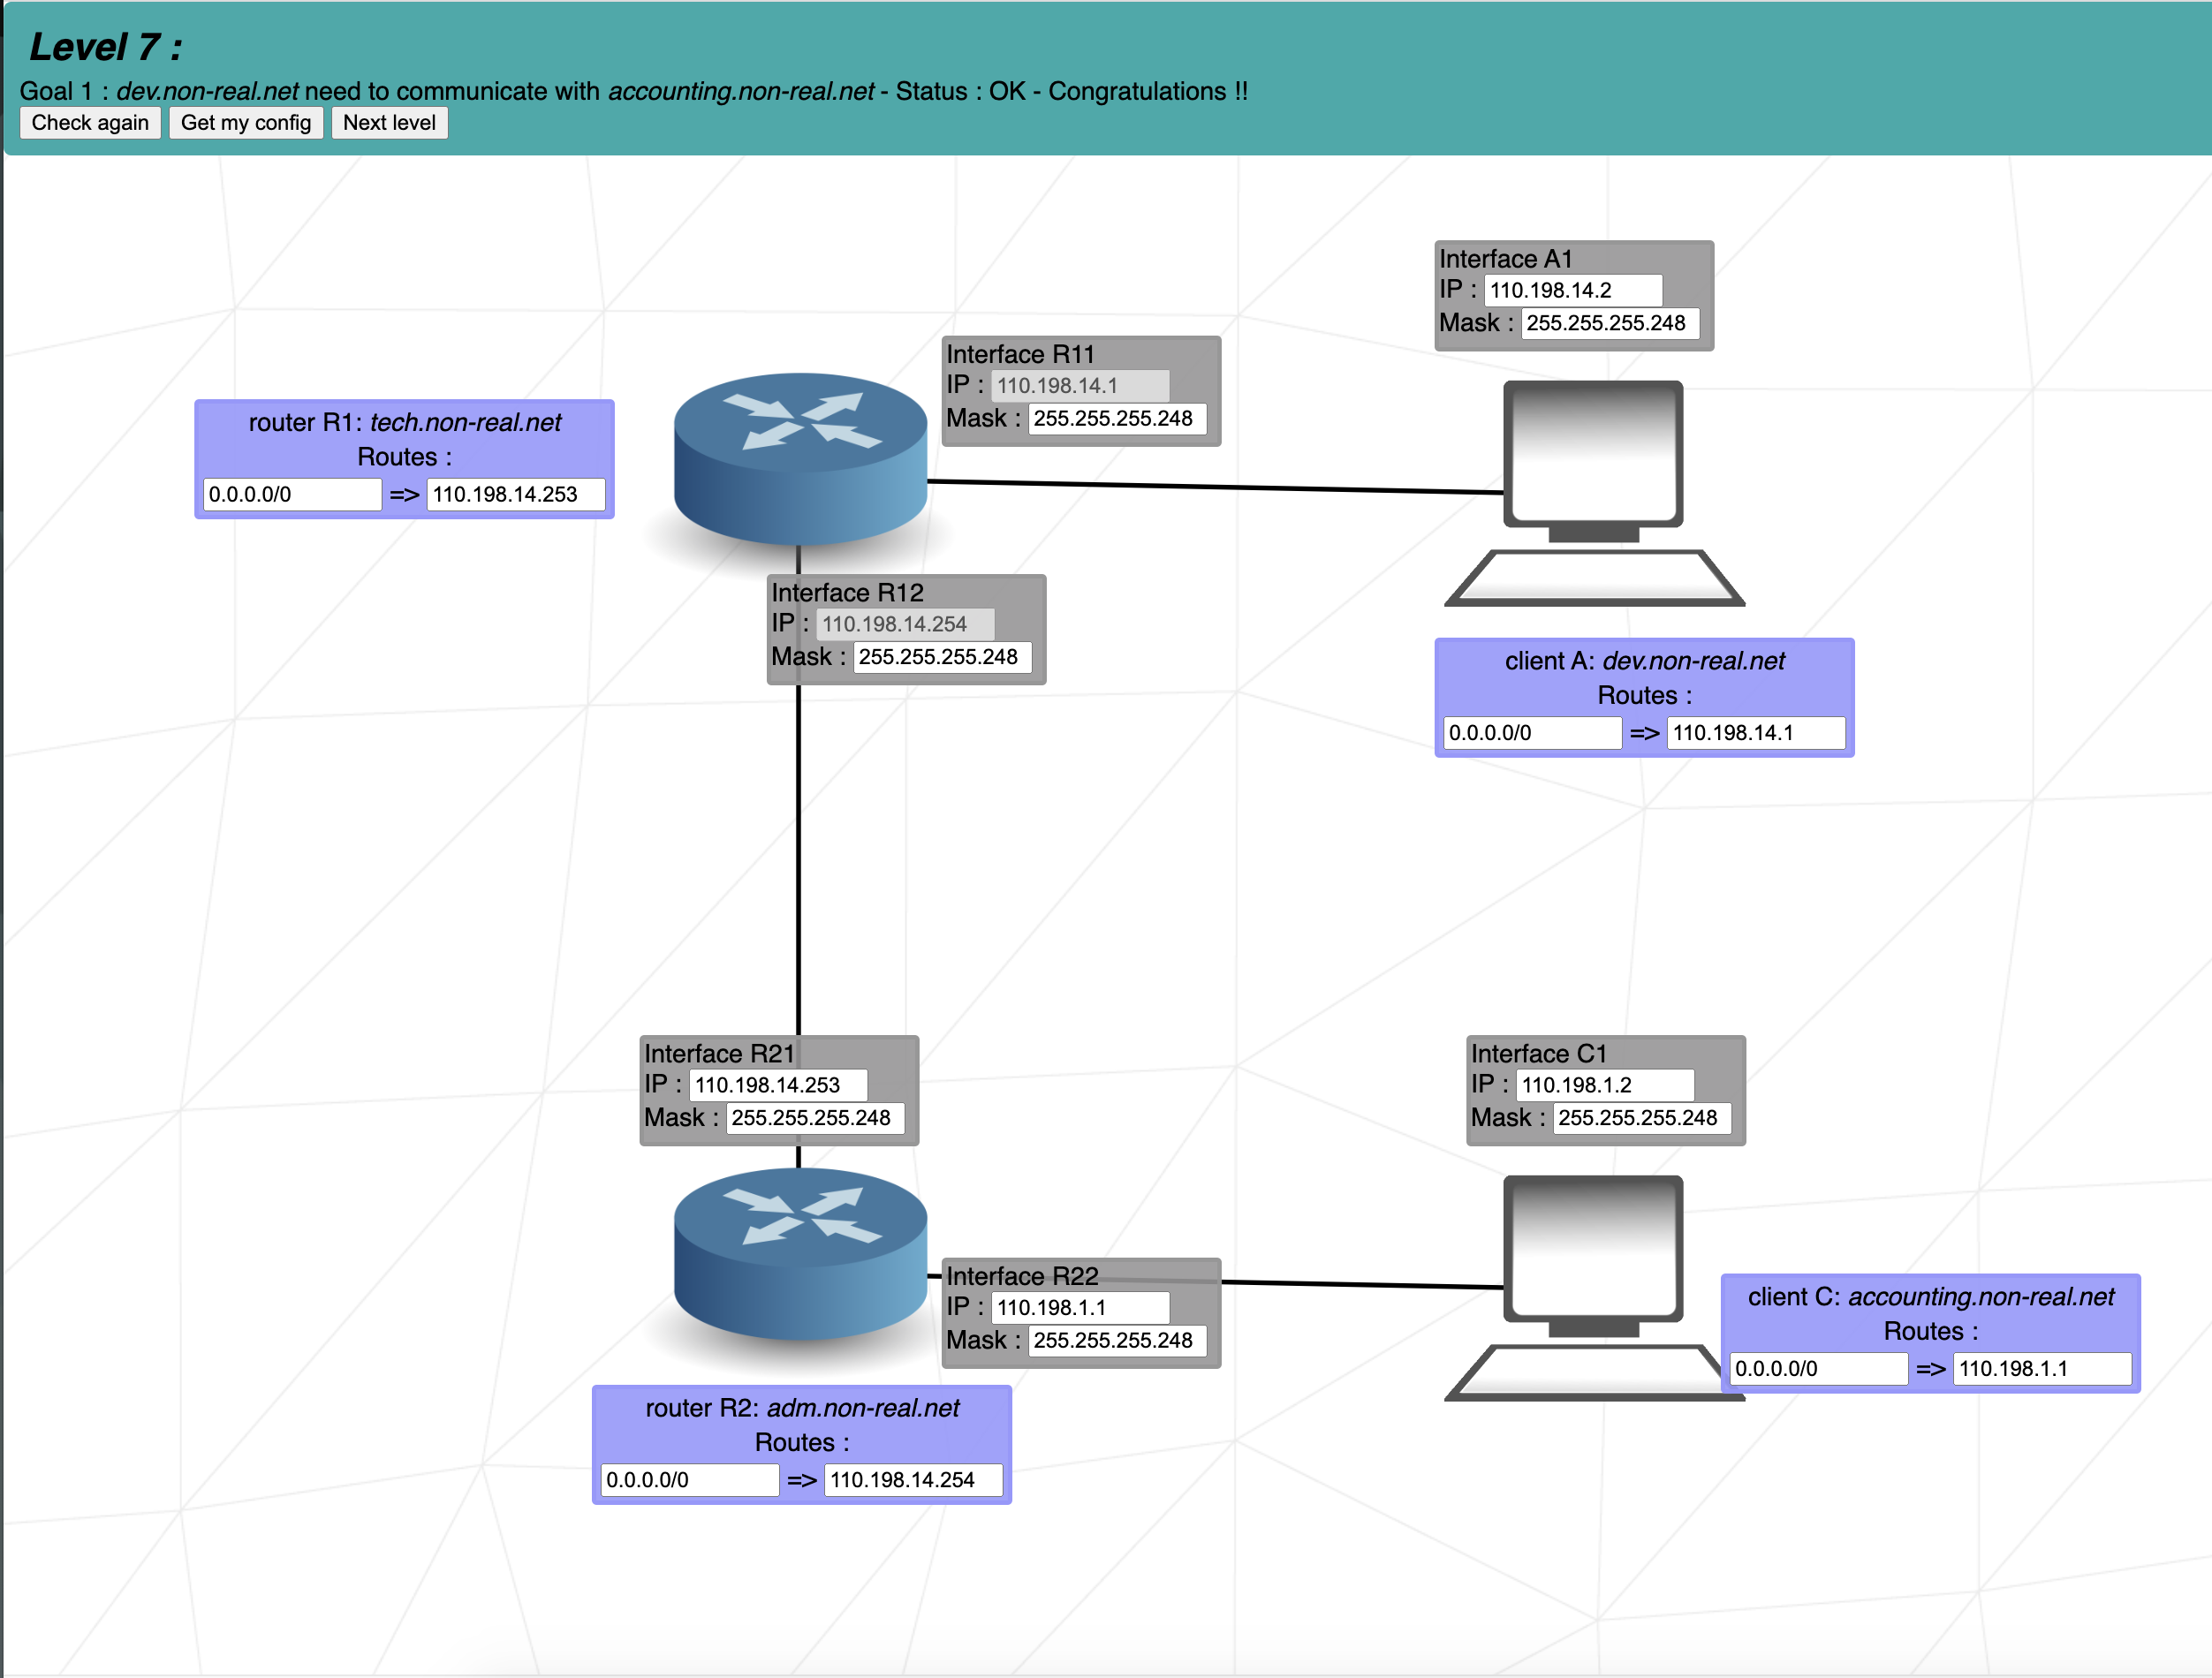 Level 7 :
Goal 1 : dev.non-real.net need to communicate with accounting.non-real.net - Status : OK - Congratulations !!
Check again Get my config Next level
Interface A1
IP : 110.198.14.2
Mask : 255.255.255.248
Interface R11
IP : 110.198.14.1
Mask : 255.255.255.248
router R1: tech.non-real.net
Routes :
0.0.0.0/0 => 110.198.14.253
Interface R12
IP : 110.198.14.254
Mask : 255.255.255.248
client A: dev.non-real.net
Routes :
0.0.0.0/0 => 110.198.14.1
Interface R21
IP : 110.198.14.253
Mask : 255.255.255.248
Interface C1
IP : 110.198.1.2
Mask : 255.255.255.248
Interface R22
IP : 110.198.1.1
Mask : 255.255.255.248
client C: accounting.non-real.net
Routes :
0.0.0.0/0 => 110.198.1.1
router R2: adm.non-real.net
Routes :
0.0.0.0/0 => 110.198.14.254